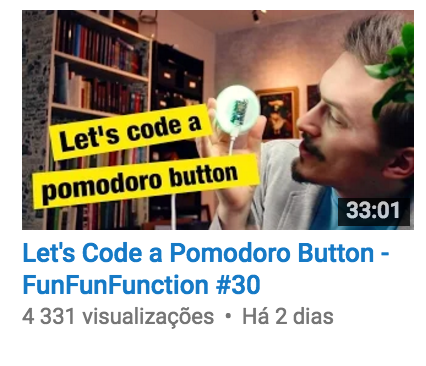 Let's code a
pomodoro button
33:01
Let's Code a Pomodoro Button -
FunFunFunction #30
4 331 visualizações • Há 2 dias